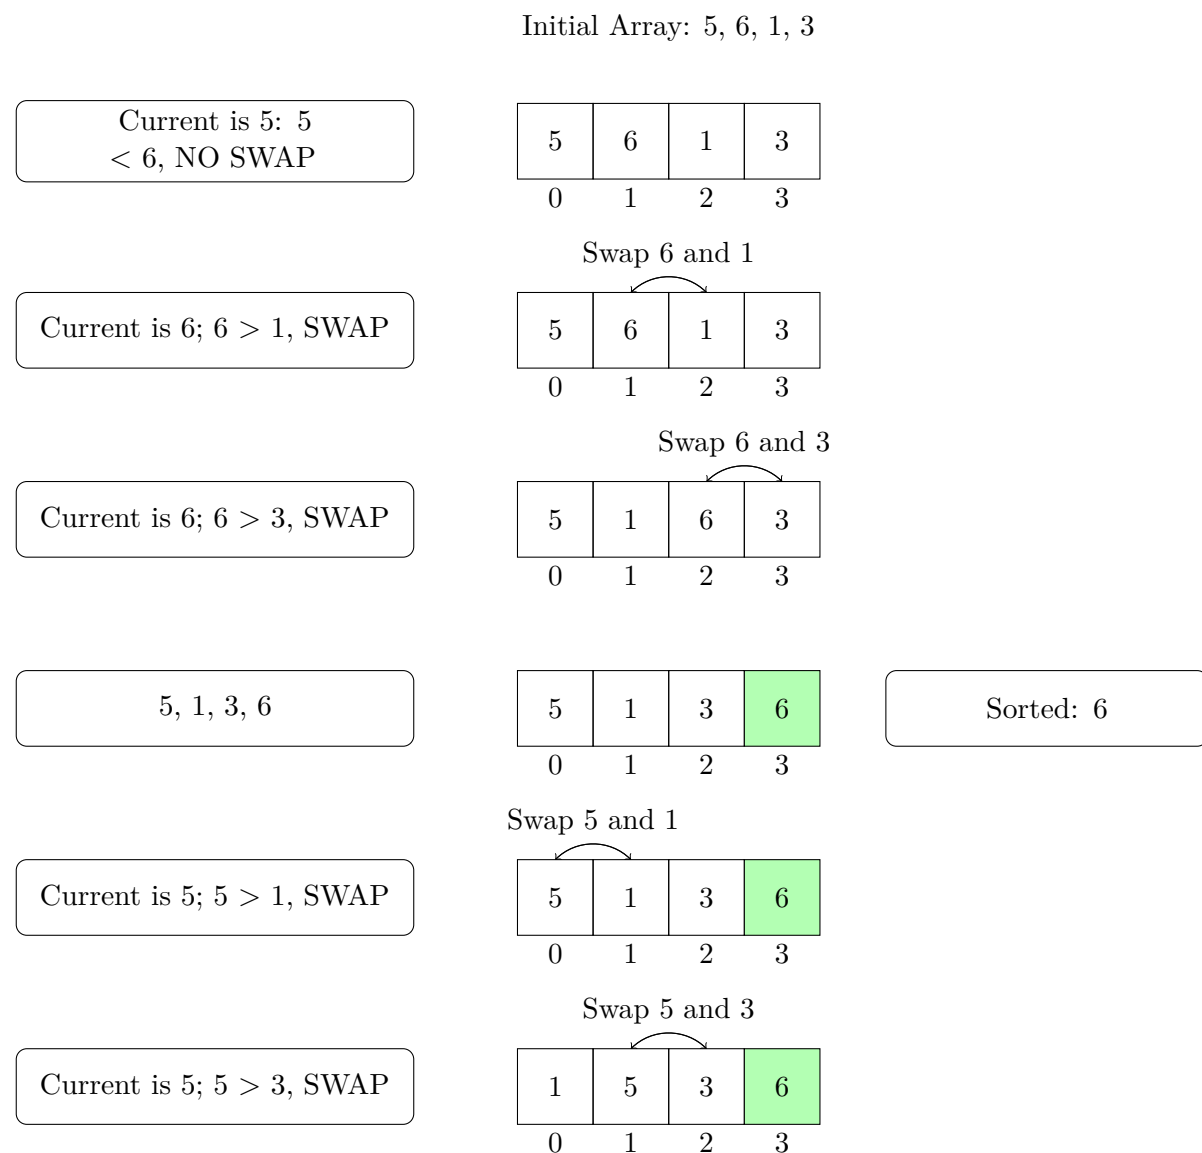 Initial Array: 5, 6, 1, 3
Current is 5: 5
< 6, NO SWAP
5 6 1 3
0 1 2 3
Swap 6 and 1
Current is 6; 6 > 1, SWAP
5 6 1 3
0 1 2 3
Swap 6 and 3
Current is 6; 6 > 3, SWAP
5 1 6 3
0 1 2 3
5, 1, 3, 6
5 1 3 6
Sorted: 6
0 1 2 3
Swap 5 and 1
Current is 5; 5 > 1, SWAP
5 1 3 6
0 1 2 3
Swap 5 and 3
Current is 5; 5 > 3, SWAP
1 5 3 6
0 1 2 3